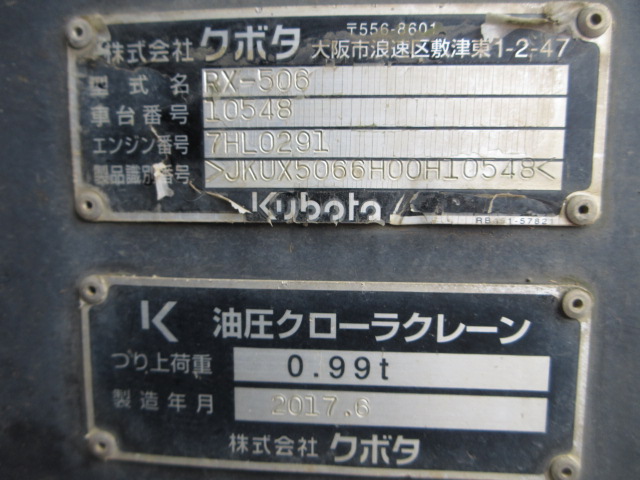 〒556-8601
株式会社 クボタ 大阪市浪速区敷津東1-2-47
型式名 RX-506
車台番号 10548
エンジン番号 7HL0291
製品識別番号 >JKUX5066H00H10548<
Kubota
油圧クローラクレーン
つり上荷重 0.99t
製造年月 2017.6
株式会社 クボタ